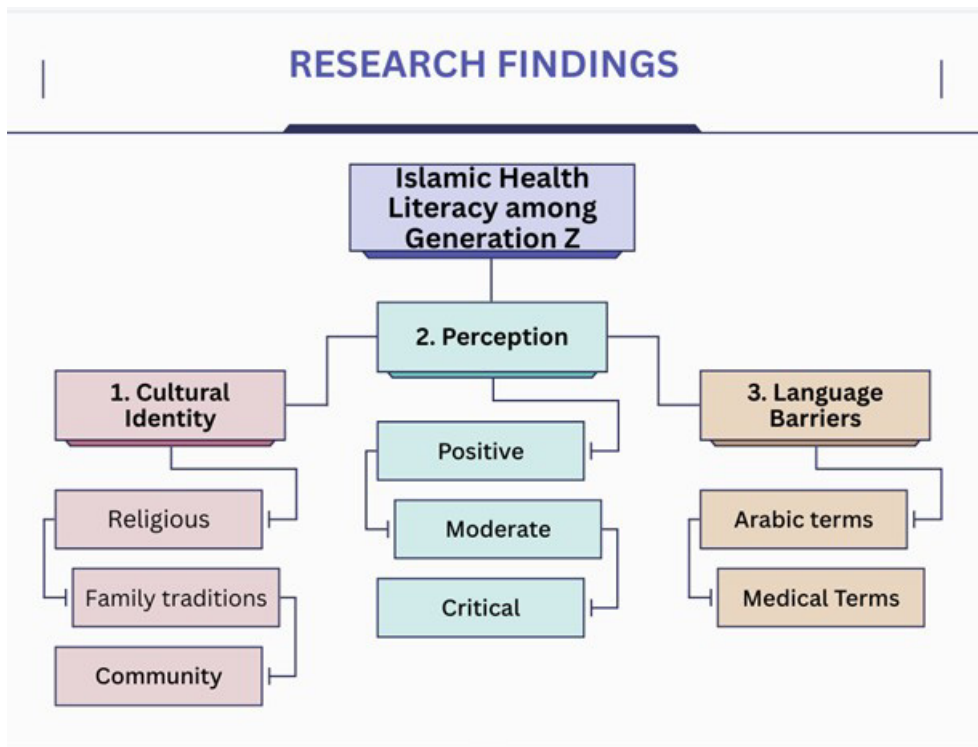 RESEARCH FINDINGS
Islamic Health
Literacy among
Generation Z
2. Perception
1. Cultural
Identity
3. Language
Barriers
Positive
Moderate
Critical
Religious
Family traditions
Community
Arabic terms
Medical Terms